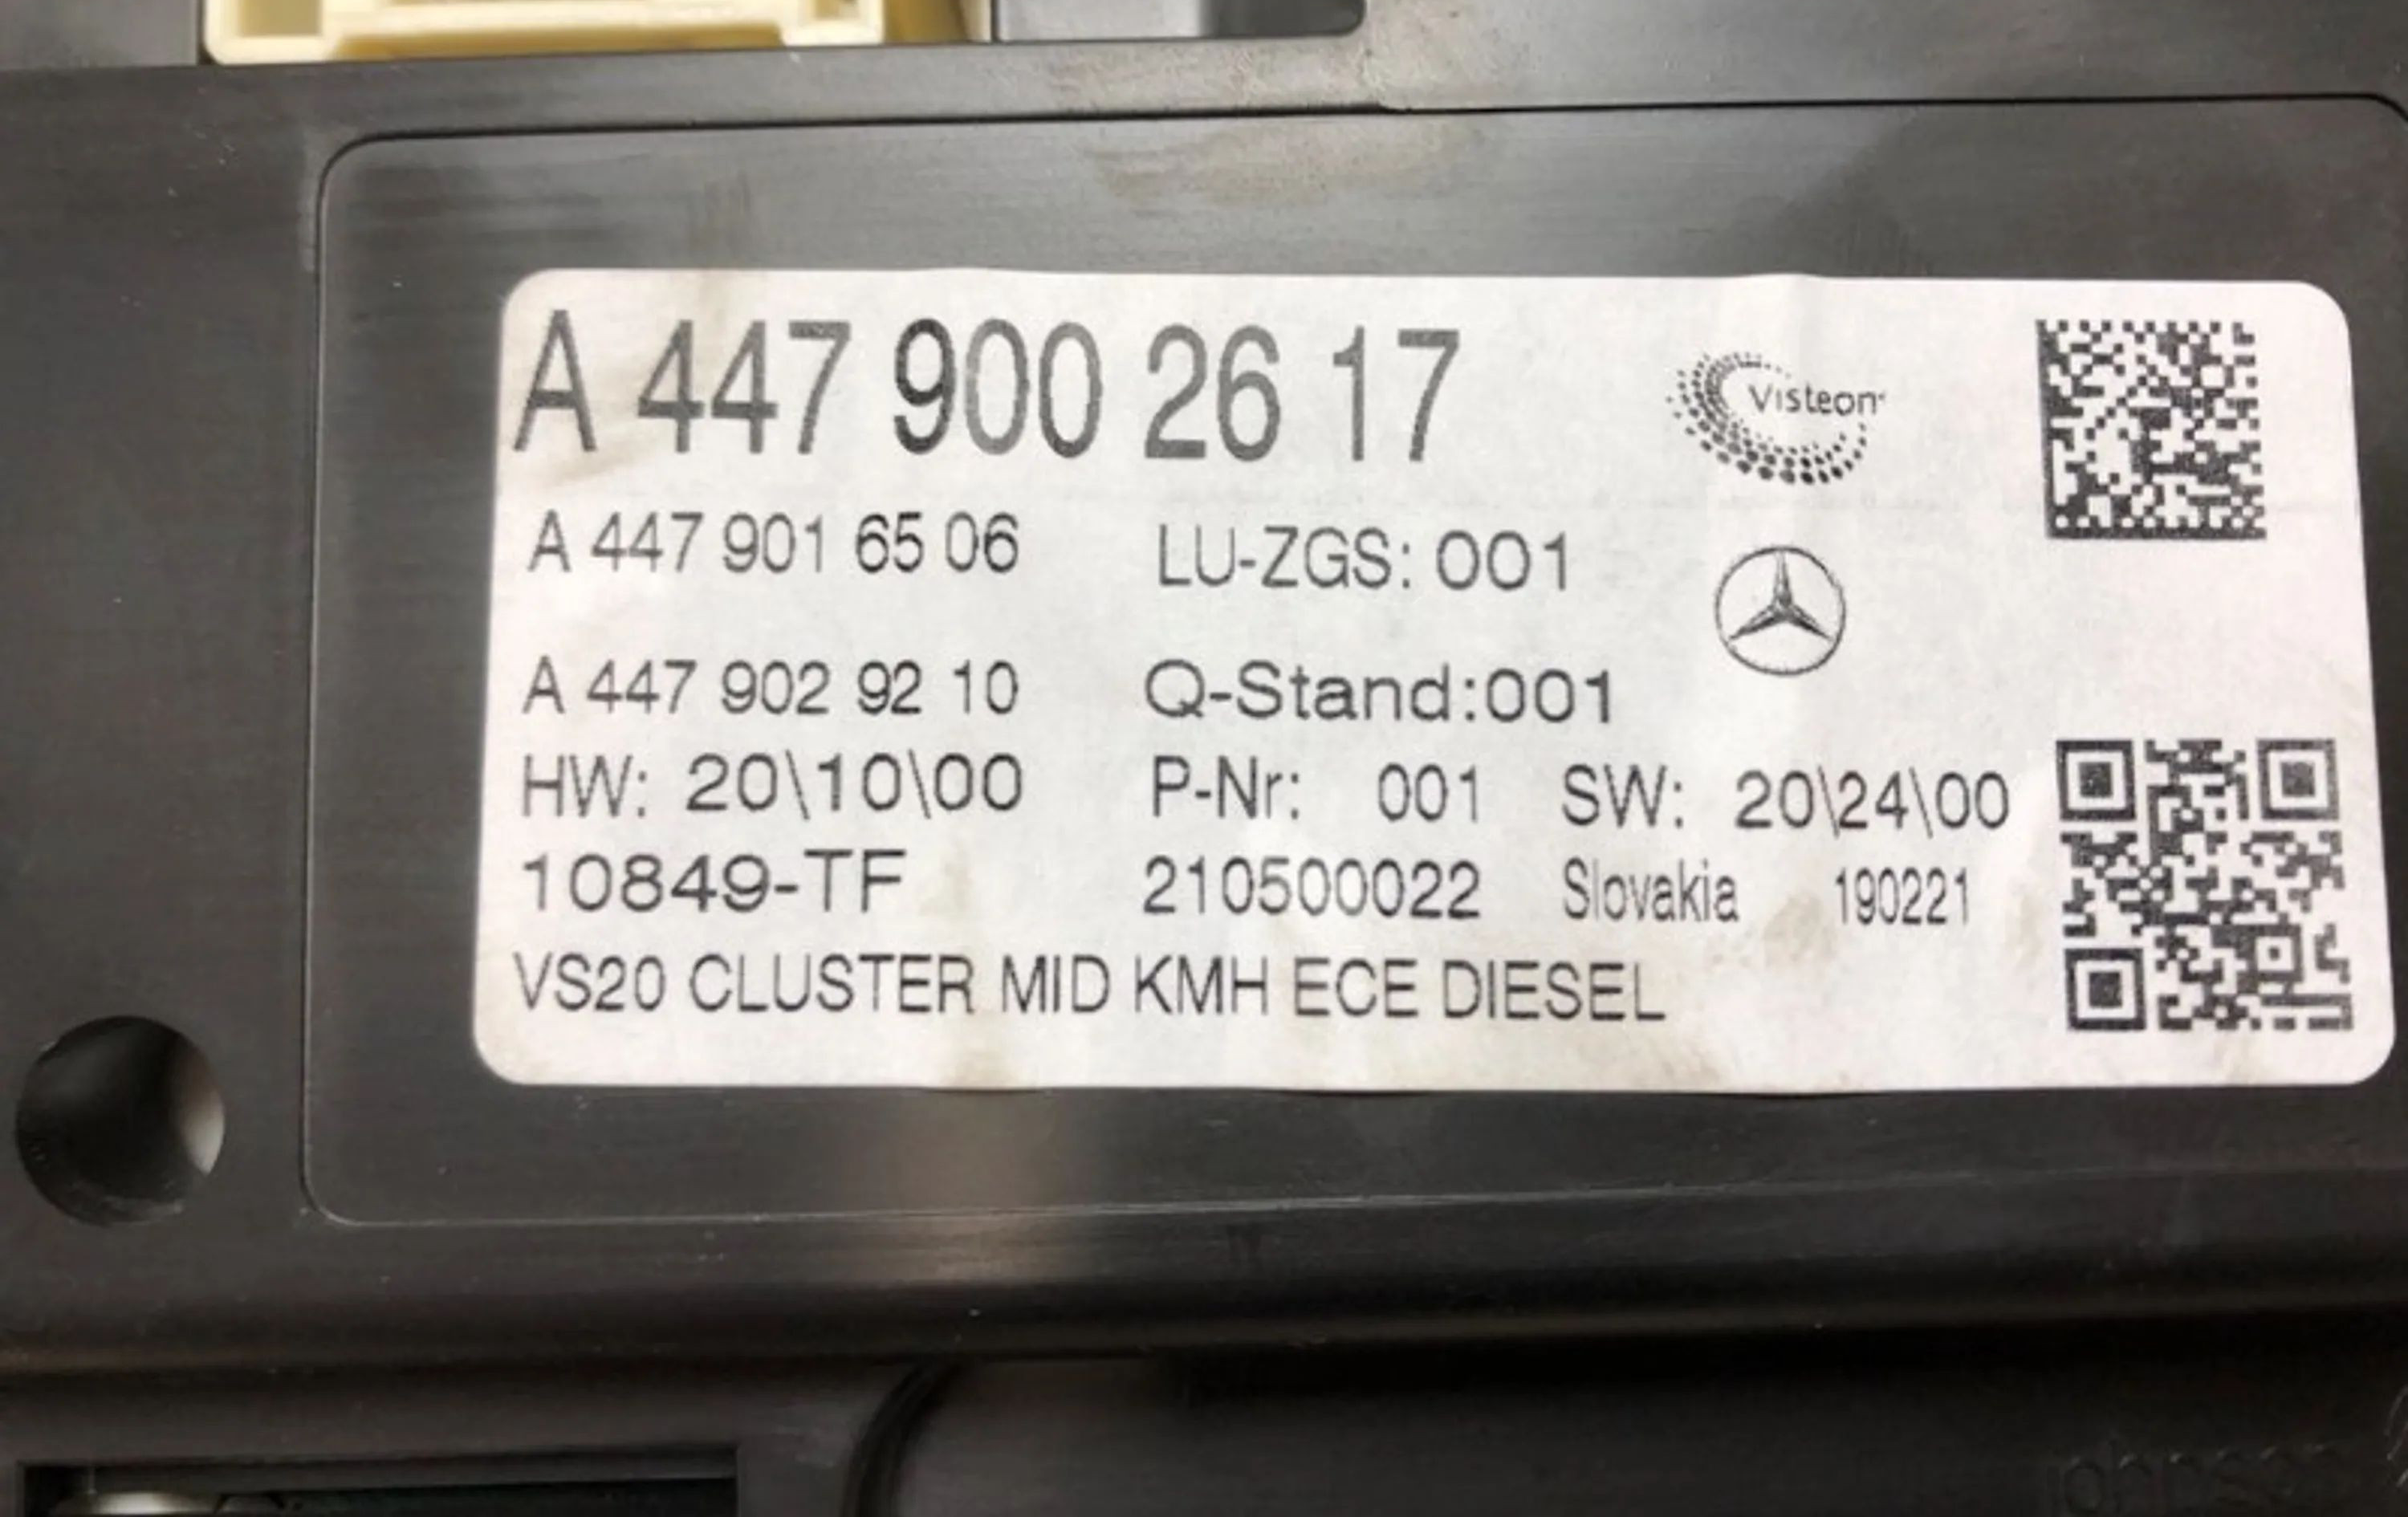 A 447 900 26 17
Visteon
A 447 901 65 06 LU-ZGS: 001
A 447 902 92 10 Q-Stand:001
HW: 20\10\00 P-Nr: 001 SW: 20\24\00
10849-TF 210500022 Slovakia 190221
VS20 CLUSTER MID KMH ECE DIESEL